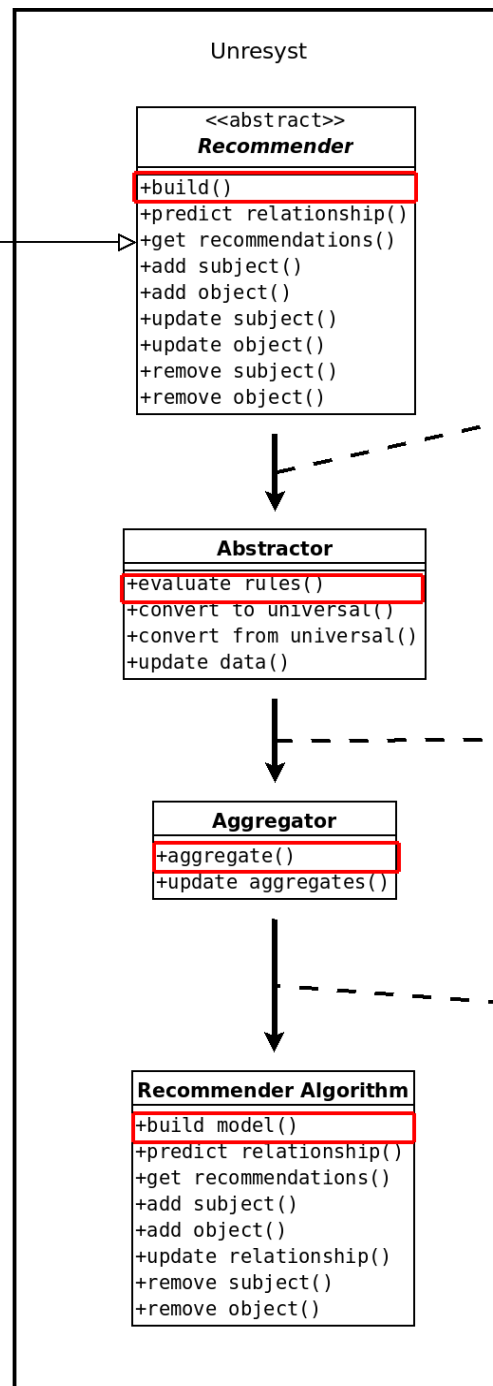 Unresyst
<<abstract>>
Recommender
+build()
+predict relationship()
+get recommendations()
+add subject()
+add object()
+update subject()
+update object()
+remove subject()
+remove object()
Abstractor
+evaluate rules()
+convert to universal()
+convert from universal()
+update data()
Aggregator
+aggregate()
+update aggregates()
Recommender Algorithm
+build model()
+predict relationship()
+get recommendations()
+add subject()
+add object()
+update relationship()
+remove subject()
+remove object()